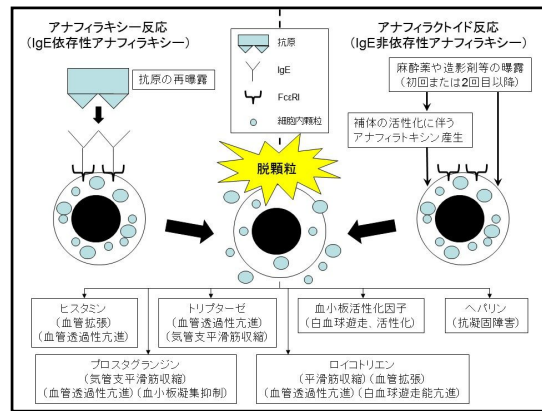 アナフィラキシー反応
(IgE依存性アナフィラキシー)
抗原の再曝露
抗原
IgE
FcεRI
細胞内顆粒
アナフィラクトイド反応
(IgE非依存性アナフィラキシー)
麻酔薬や造影剤等の曝露
(初回または2回目以降)
補体の活性化に伴う
アナフィラトキシン産生
脱顆粒
ヒスタミン
(血管拡張)
(血管透過性亢進)
トリプターゼ
(血管透過性亢進)
(気管支平滑筋収縮)
血小板活性化因子
(白血球遊走、活性化)
ヘパリン
(抗凝固障害)
プロスタグランジン
(気管支平滑筋収縮)
(血管透過性亢進)(血小板凝集抑制)
ロイコトリエン
(平滑筋収縮)(血管拡張)
(血管透過性亢進)(白血球遊走能亢進)